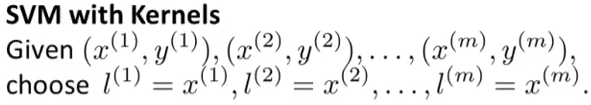 SVM with Kernels
Given (x⁽¹⁾, y⁽¹⁾), (x⁽²⁾, y⁽²⁾), . . . , (x⁽ᵐ⁾, y⁽ᵐ⁾),
choose l⁽¹⁾ = x⁽¹⁾, l⁽²⁾ = x⁽²⁾, . . . , l⁽ᵐ⁾ = x⁽ᵐ⁾.